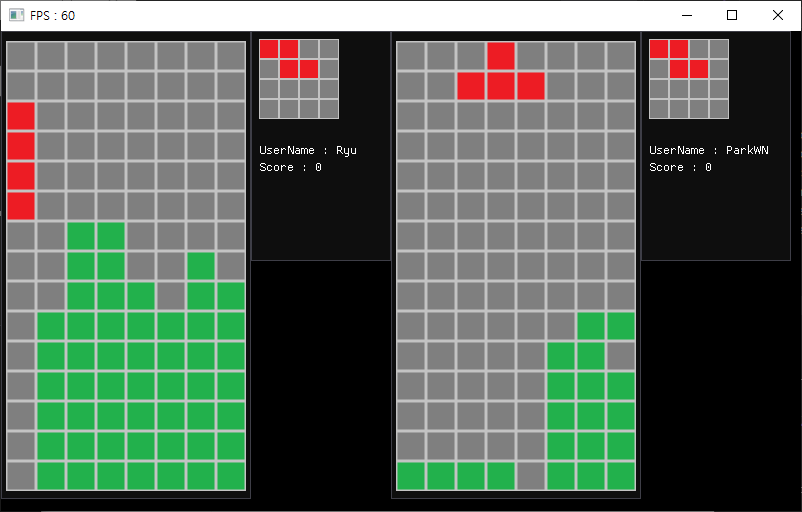 FPS : 60
UserName : Ryu
Score : 0
UserName : ParkWN
Score : 0